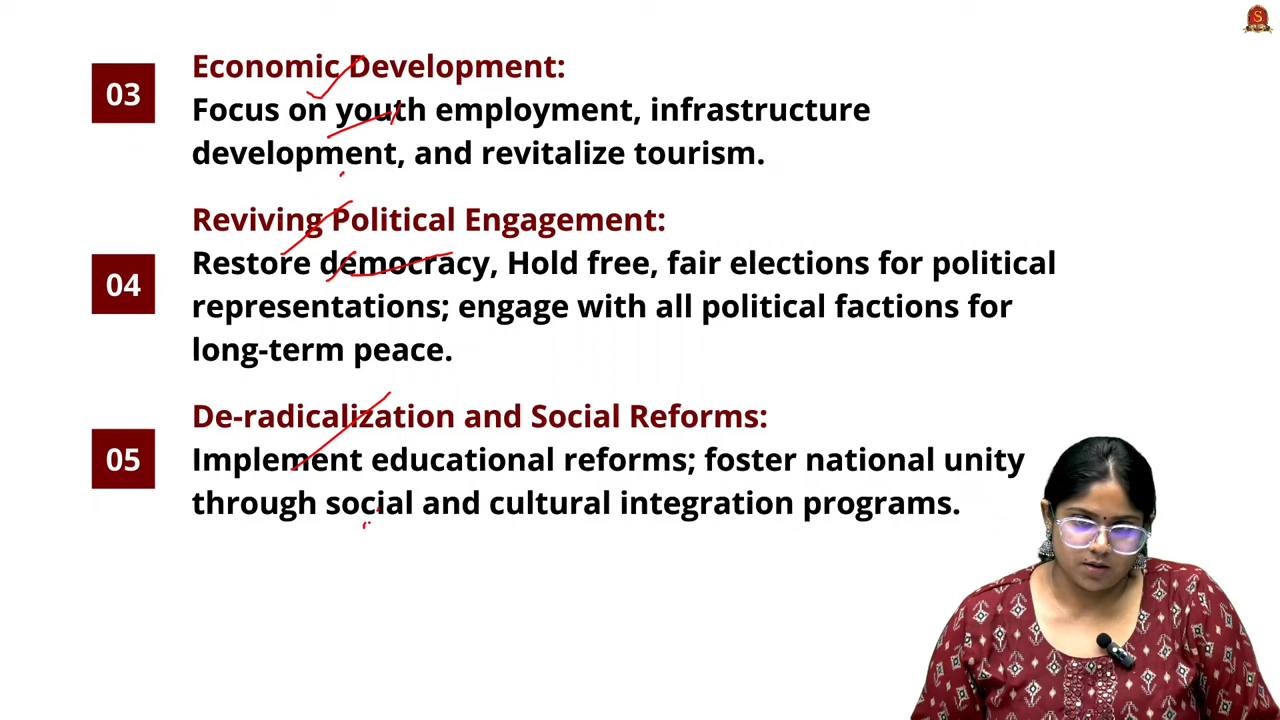 03
Economic Development:
Focus on youth employment, infrastructure
development, and revitalize tourism.
04
Reviving Political Engagement:
Restore democracy, Hold free, fair elections for political
representations; engage with all political factions for
long-term peace.
05
De-radicalization and Social Reforms:
Implement educational reforms; foster national unity
through social and cultural integration programs.
S